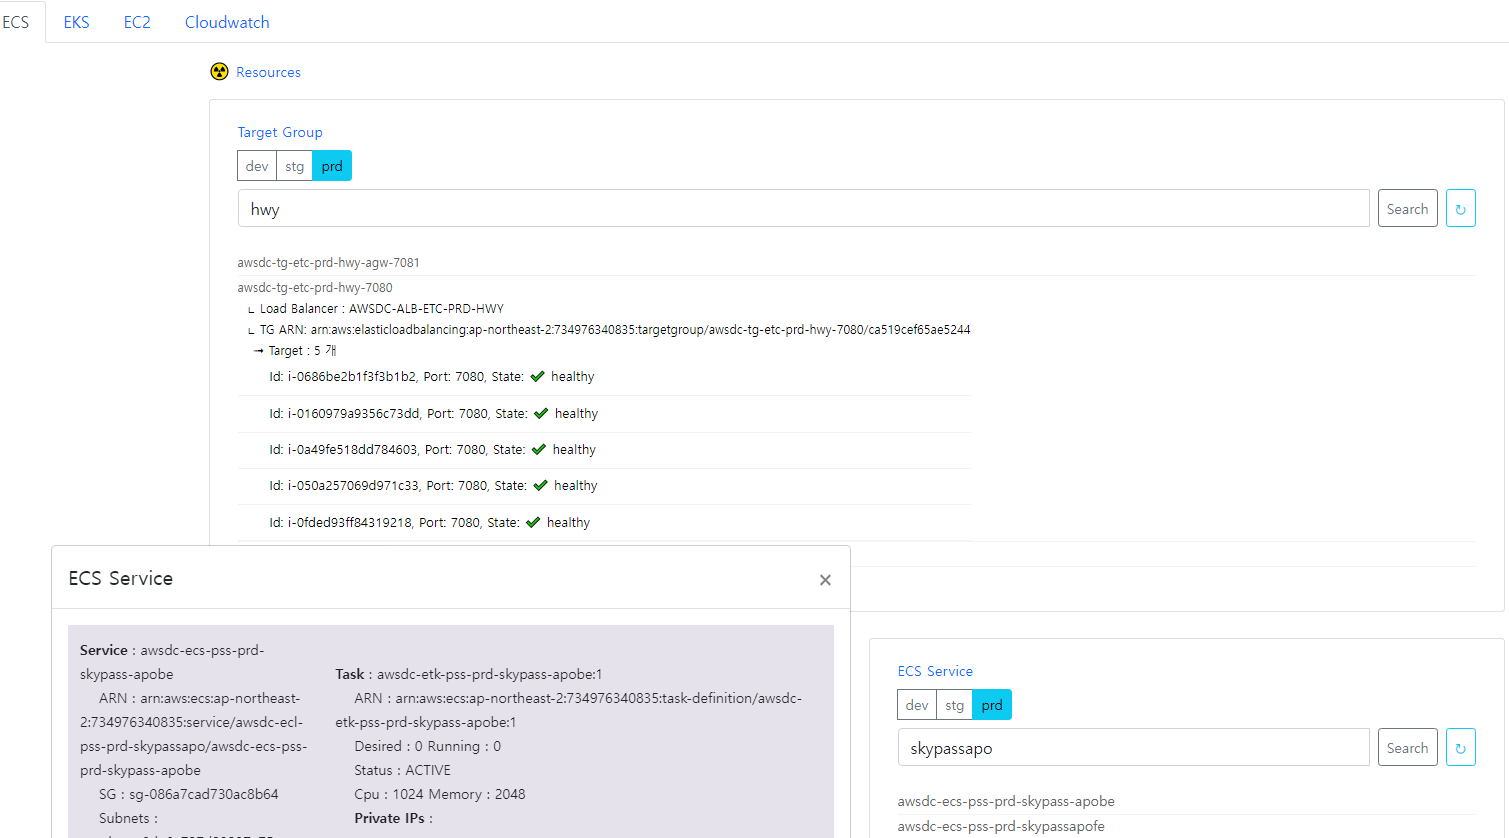 ECS EKS EC2 Cloudwatch
Resources
Target Group
dev stg prd
hwy Search ↻
awsdc-tg-etc-prd-hwy-agw-7081
awsdc-tg-etc-prd-hwy-7080
ㄴ Load Balancer : AWSDC-ALB-ETC-PRD-HWY
ㄴ TG ARN: arn:aws:elasticloadbalancing:ap-northeast-2:734976340835:targetgroup/awsdc-tg-etc-prd-hwy-7080/ca519cef65ae5244
→ Target : 5 개
Id: i-0686be2b1f3f3b1b2, Port: 7080, State: ✔ healthy
Id: i-0160979a9356c73dd, Port: 7080, State: ✔ healthy
Id: i-0a49fe518dd784603, Port: 7080, State: ✔ healthy
Id: i-050a257069d971c33, Port: 7080, State: ✔ healthy
Id: i-0fded93ff84319218, Port: 7080, State: ✔ healthy
ECS Service ×
Service : awsdc-ecs-pss-prd-
skypass-apobe
ARN : arn:aws:ecs:ap-northeast-
2:734976340835:service/awsdc-ecl-
pss-prd-skypassapo/awsdc-ecs-pss-
prd-skypass-apobe
SG : sg-086a7cad730ac8b64
Subnets :
Task : awsdc-etk-pss-prd-skypass-apobe:1
ARN : arn:aws:ecs:ap-northeast-2:734976340835:task-definition/awsdc-
etk-pss-prd-skypass-apobe:1
Desired : 0 Running : 0
Status : ACTIVE
Cpu : 1024 Memory : 2048
Private IPs :
ECS Service
dev stg prd
skypassapo Search ↻
awsdc-ecs-pss-prd-skypass-apobe
awsdc-ecs-pss-prd-skypassapofe